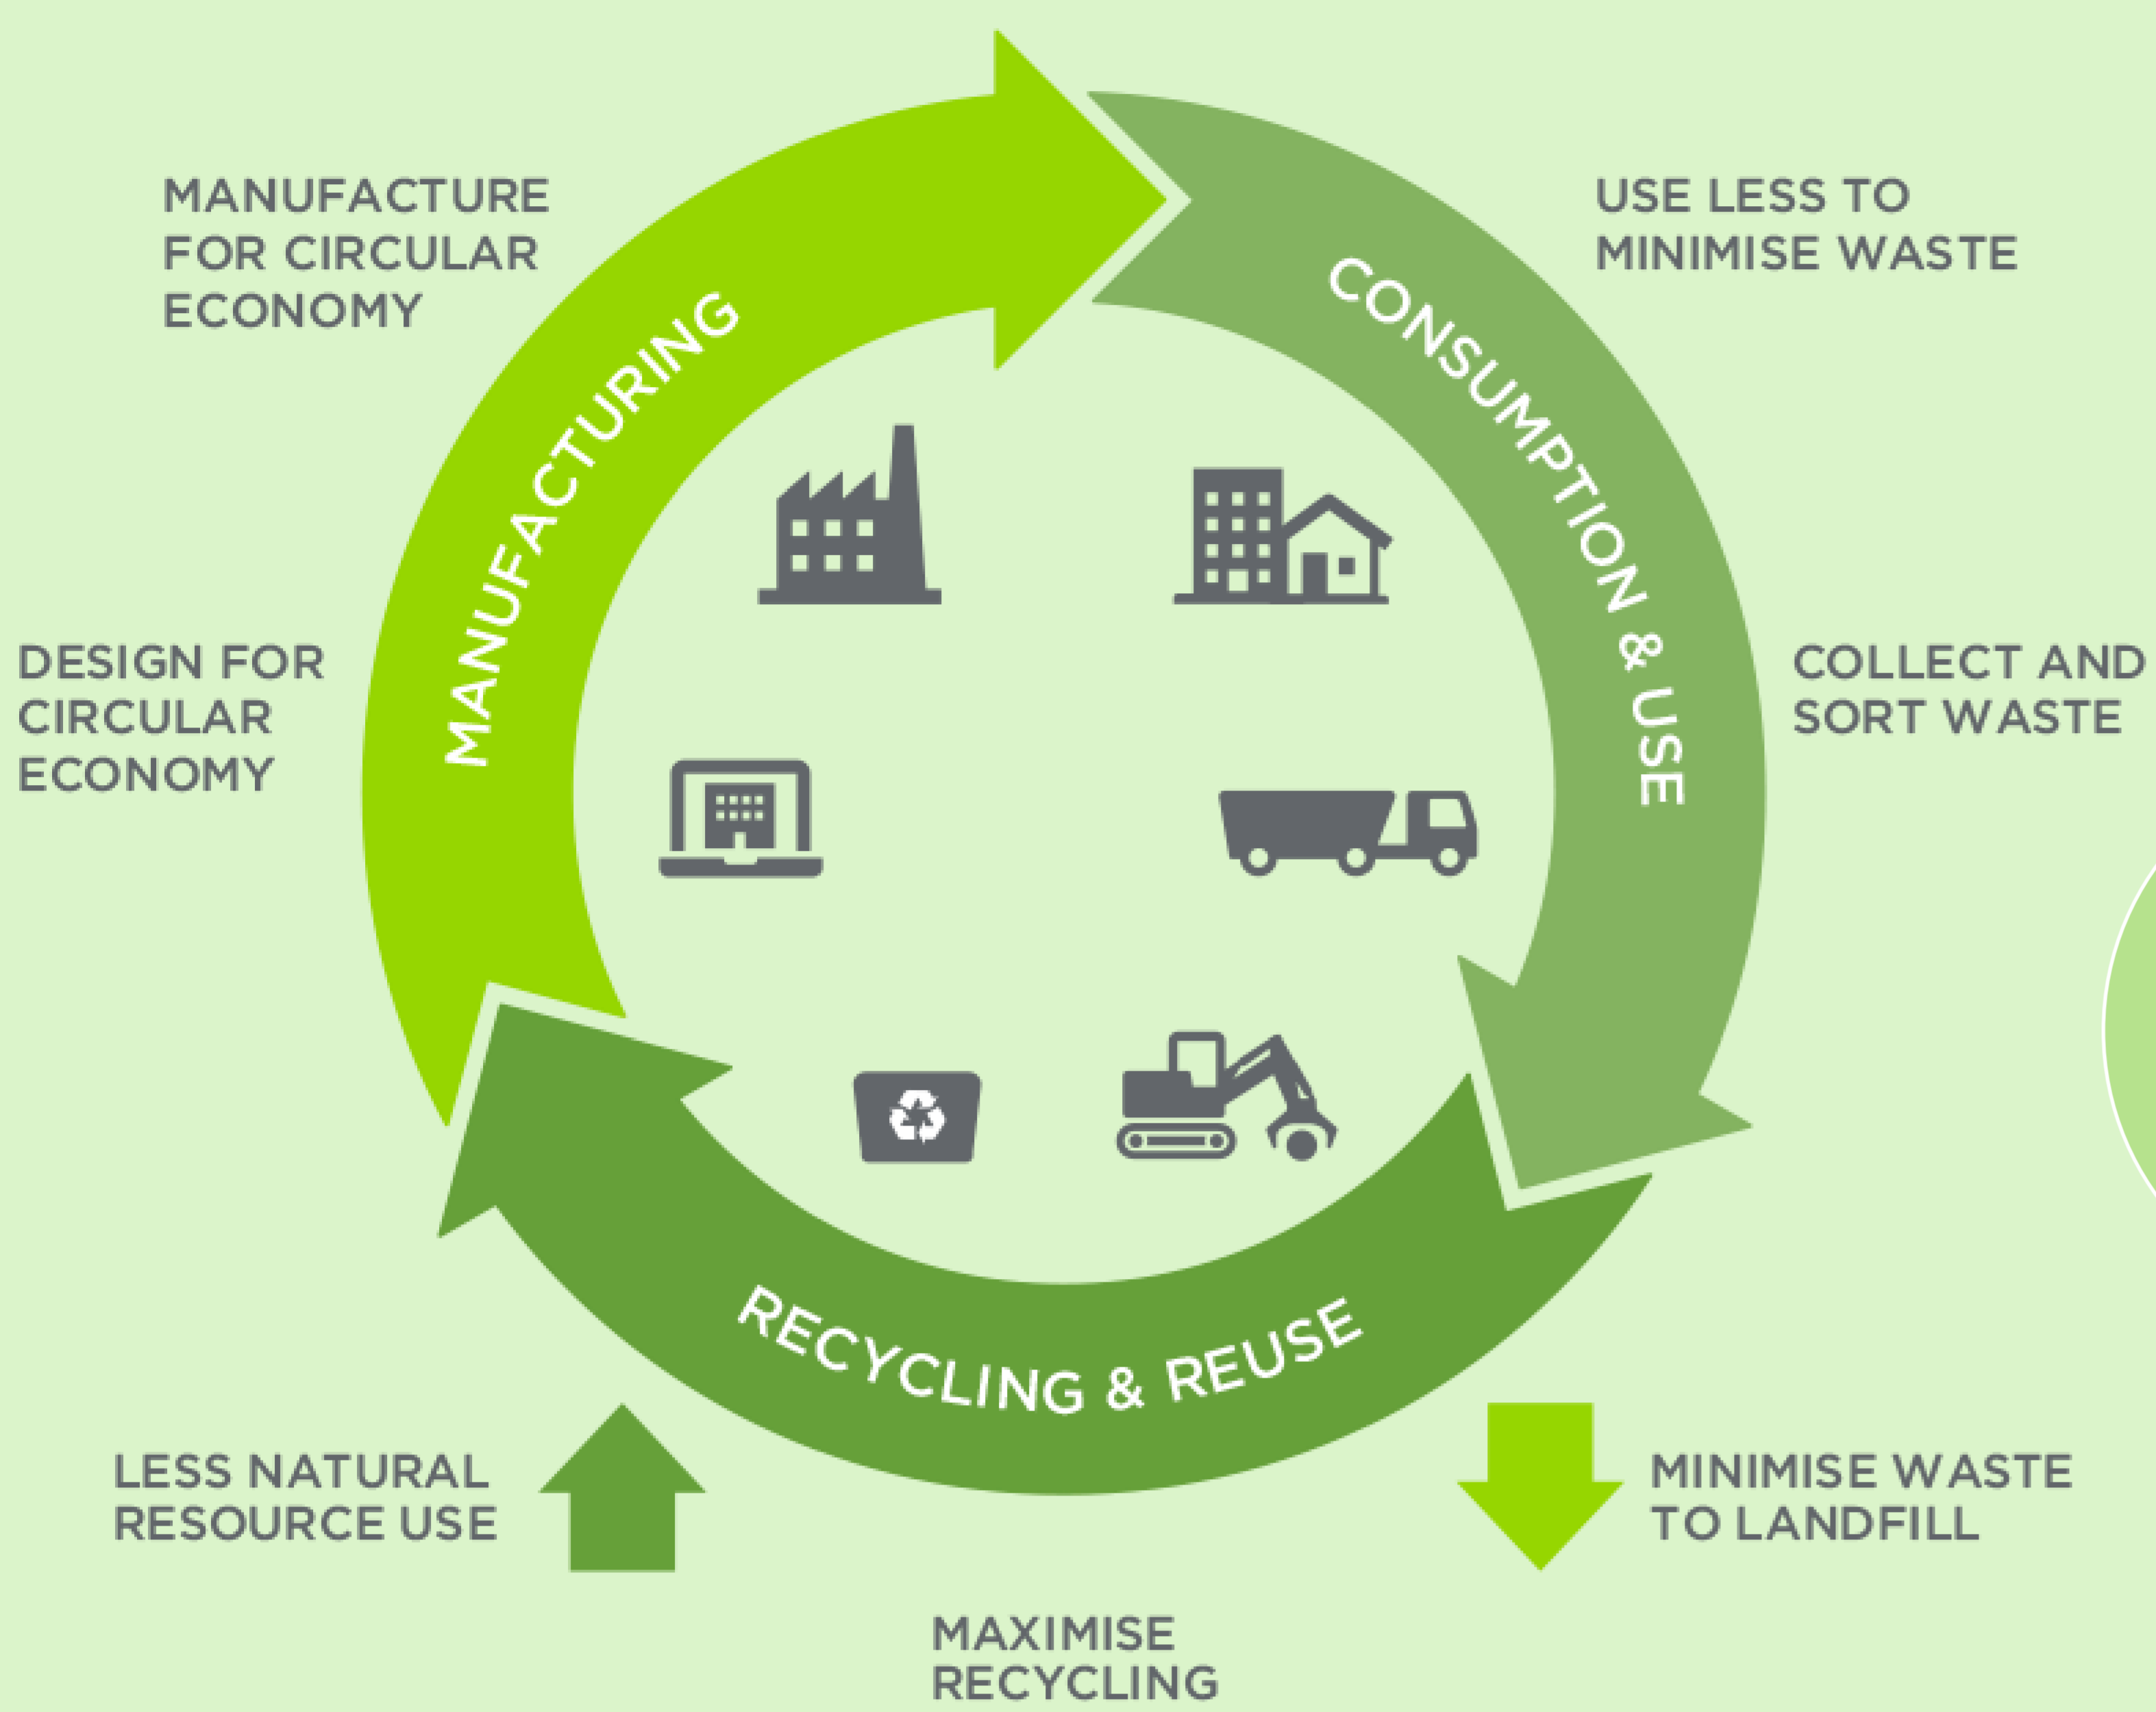 MANUFACTURE
FOR CIRCULAR
ECONOMY
USE LESS TO
MINIMISE WASTE
MANUFACTURING
CONSUMPTION & USE
DESIGN FOR
CIRCULAR
ECONOMY
COLLECT AND
SORT WASTE
RECYCLING & REUSE
LESS NATURAL
RESOURCE USE
MINIMISE WASTE
TO LANDFILL
MAXIMISE
RECYCLING